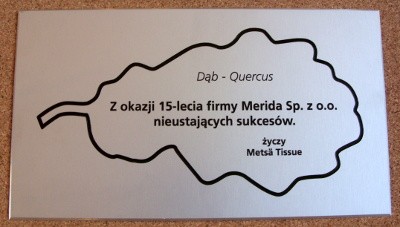 Dąb - Quercus
Z okazji 15-lecia firmy Merida Sp. z o.o.
nieustających sukcesów.
życzy
Metsä Tissue